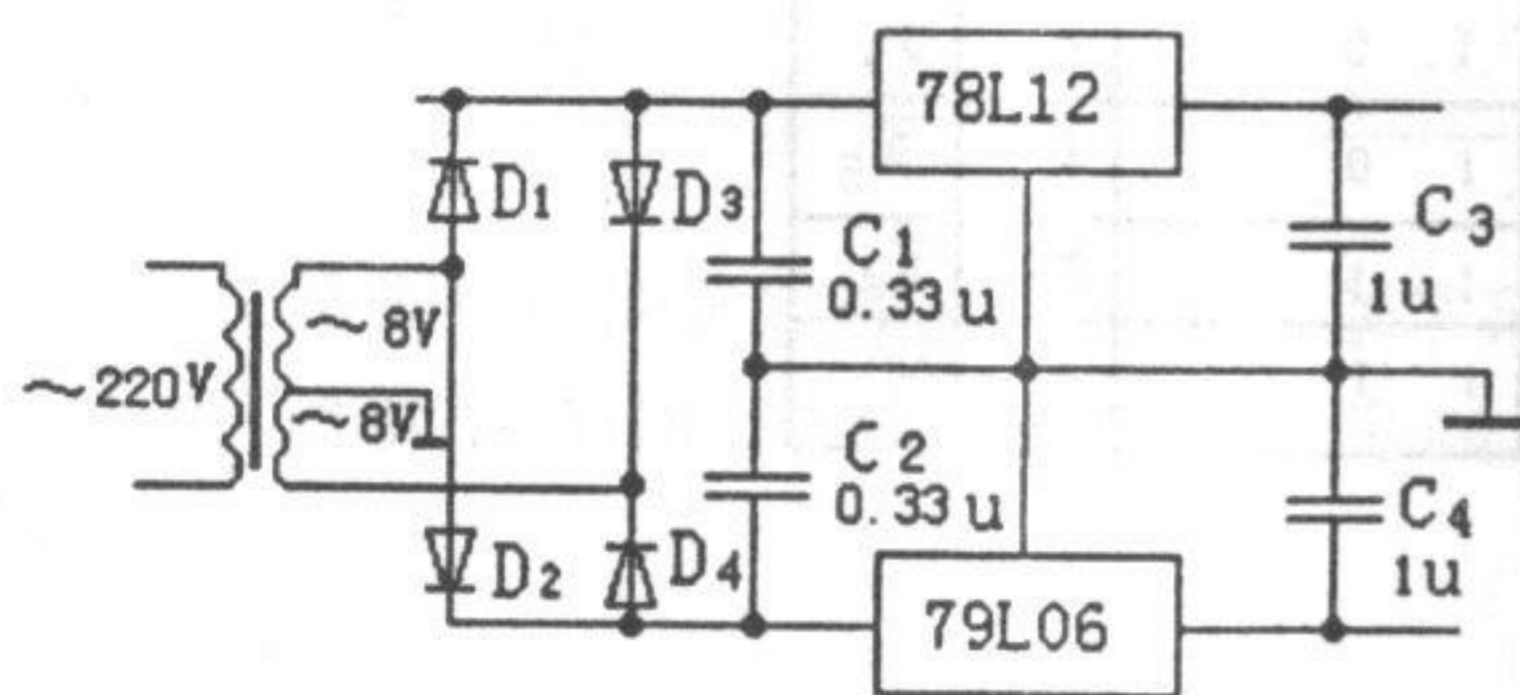 78L12
D1
D3
C1
0.33u
C3
1u
~8V
~220V
~8V
C2
0.33u
C4
1u
D2
D4
79L06